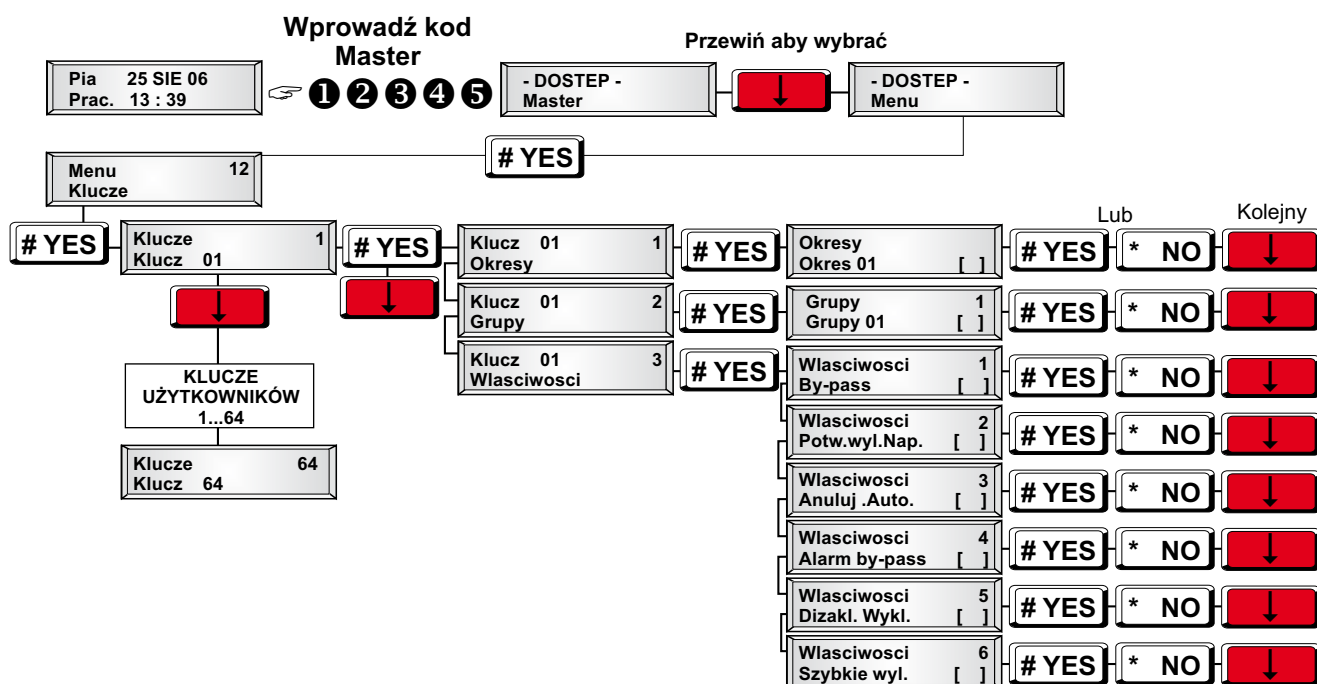 Wprowadź kod
Master
Przewiń aby wybrać
Pia 25 SIE 06
Prac. 13 : 39
☞ ❶ ❷ ❸ ❹ ❺
- DOSTEP -
Master
↓
- DOSTEP -
Menu
# YES
Menu 12
Klucze
Lub
Kolejny
# YES
Klucze 1
Klucz 01
# YES
Klucz 01 1
Okresy
# YES
Okresy
Okres 01 [ ]
# YES
* NO
↓
↓
↓
Klucz 01 2
Grupy
# YES
Grupy 1
Grupy 01 [ ]
# YES
* NO
↓
Klucz 01 3
Wlasciwosci
# YES
Wlasciwosci 1
By-pass [ ]
# YES
* NO
↓
KLUCZE
UŻYTKOWNIKÓW
1...64
Wlasciwosci 2
Potw.wyl.Nap. [ ]
# YES
* NO
↓
Klucze 64
Klucz 64
Wlasciwosci 3
Anuluj .Auto. [ ]
# YES
* NO
↓
Wlasciwosci 4
Alarm by-pass [ ]
# YES
* NO
↓
Wlasciwosci 5
Dizakl. Wykl. [ ]
# YES
* NO
↓
Wlasciwosci 6
Szybkie wyl. [ ]
# YES
* NO
↓